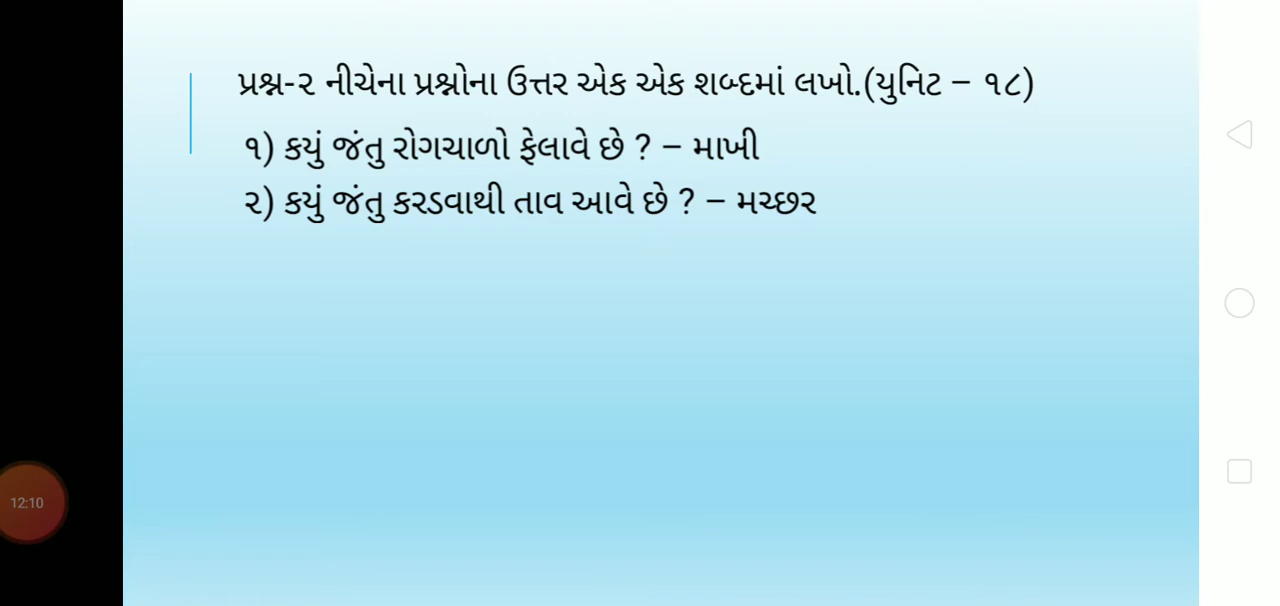 પ્રશ્ન-૨ નીચેના પ્રશ્નોના ઉત્તર એક એક શબ્દમાં લખો.(યુનિટ – ૧૮)
૧) કયું જંતુ રોગચાળો ફેલાવે છે ? – માખી
૨) કયું જંતુ કરડવાથી તાવ આવે છે ? – મચ્છર
12:10